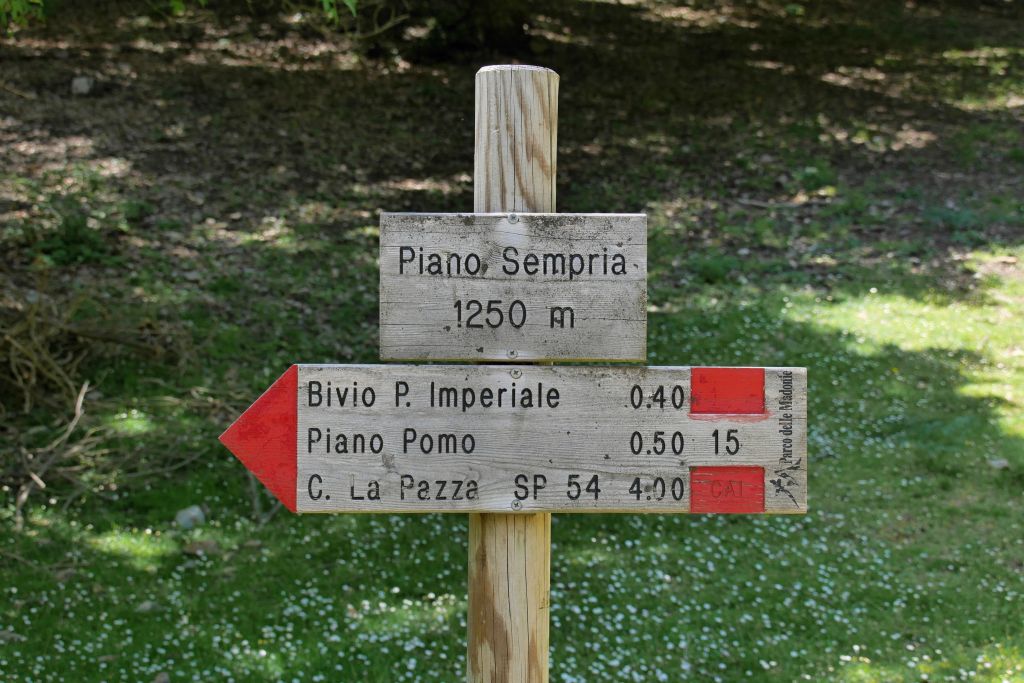 Piano Sempria
1250 m
Bivio P. Imperiale 0.40
Piano Pomo 0.50 15
C. La Pazza SP 54 4.00 CAT
Parco delle Madonie